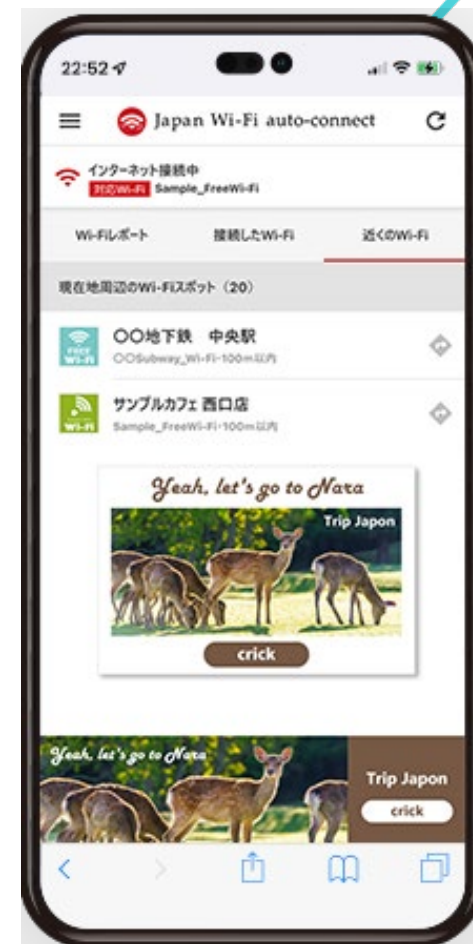 22:52
Japan Wi-Fi auto-connect
インターネット接続中
対応Wi-Fi Sample_FreeWi-Fi
Wi-Fiレポート 接続したWi-Fi 近くのWi-Fi
現在地周辺のWi-Fiスポット（20）
FREE
Wi-Fi
〇〇地下鉄　中央駅
〇〇Subway_Wi-Fi・100m以内
Wi-Fi
サンプルカフェ 西口店
Sample_FreeWi-Fi・100m以内
Yeah, let's go to Nara
Trip Japon
crick
Yeah, let's go to Nara
Trip Japon
crick